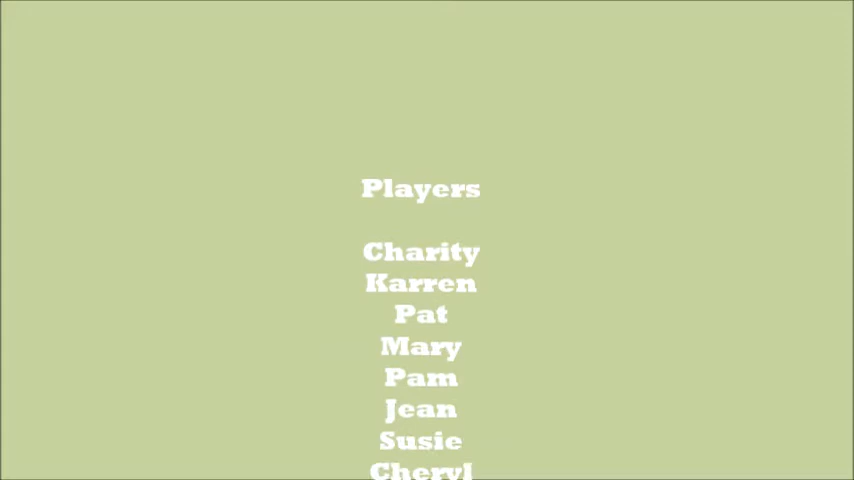 Players
Charity
Karren
Pat
Mary
Pam
Jean
Susie
Cheryl